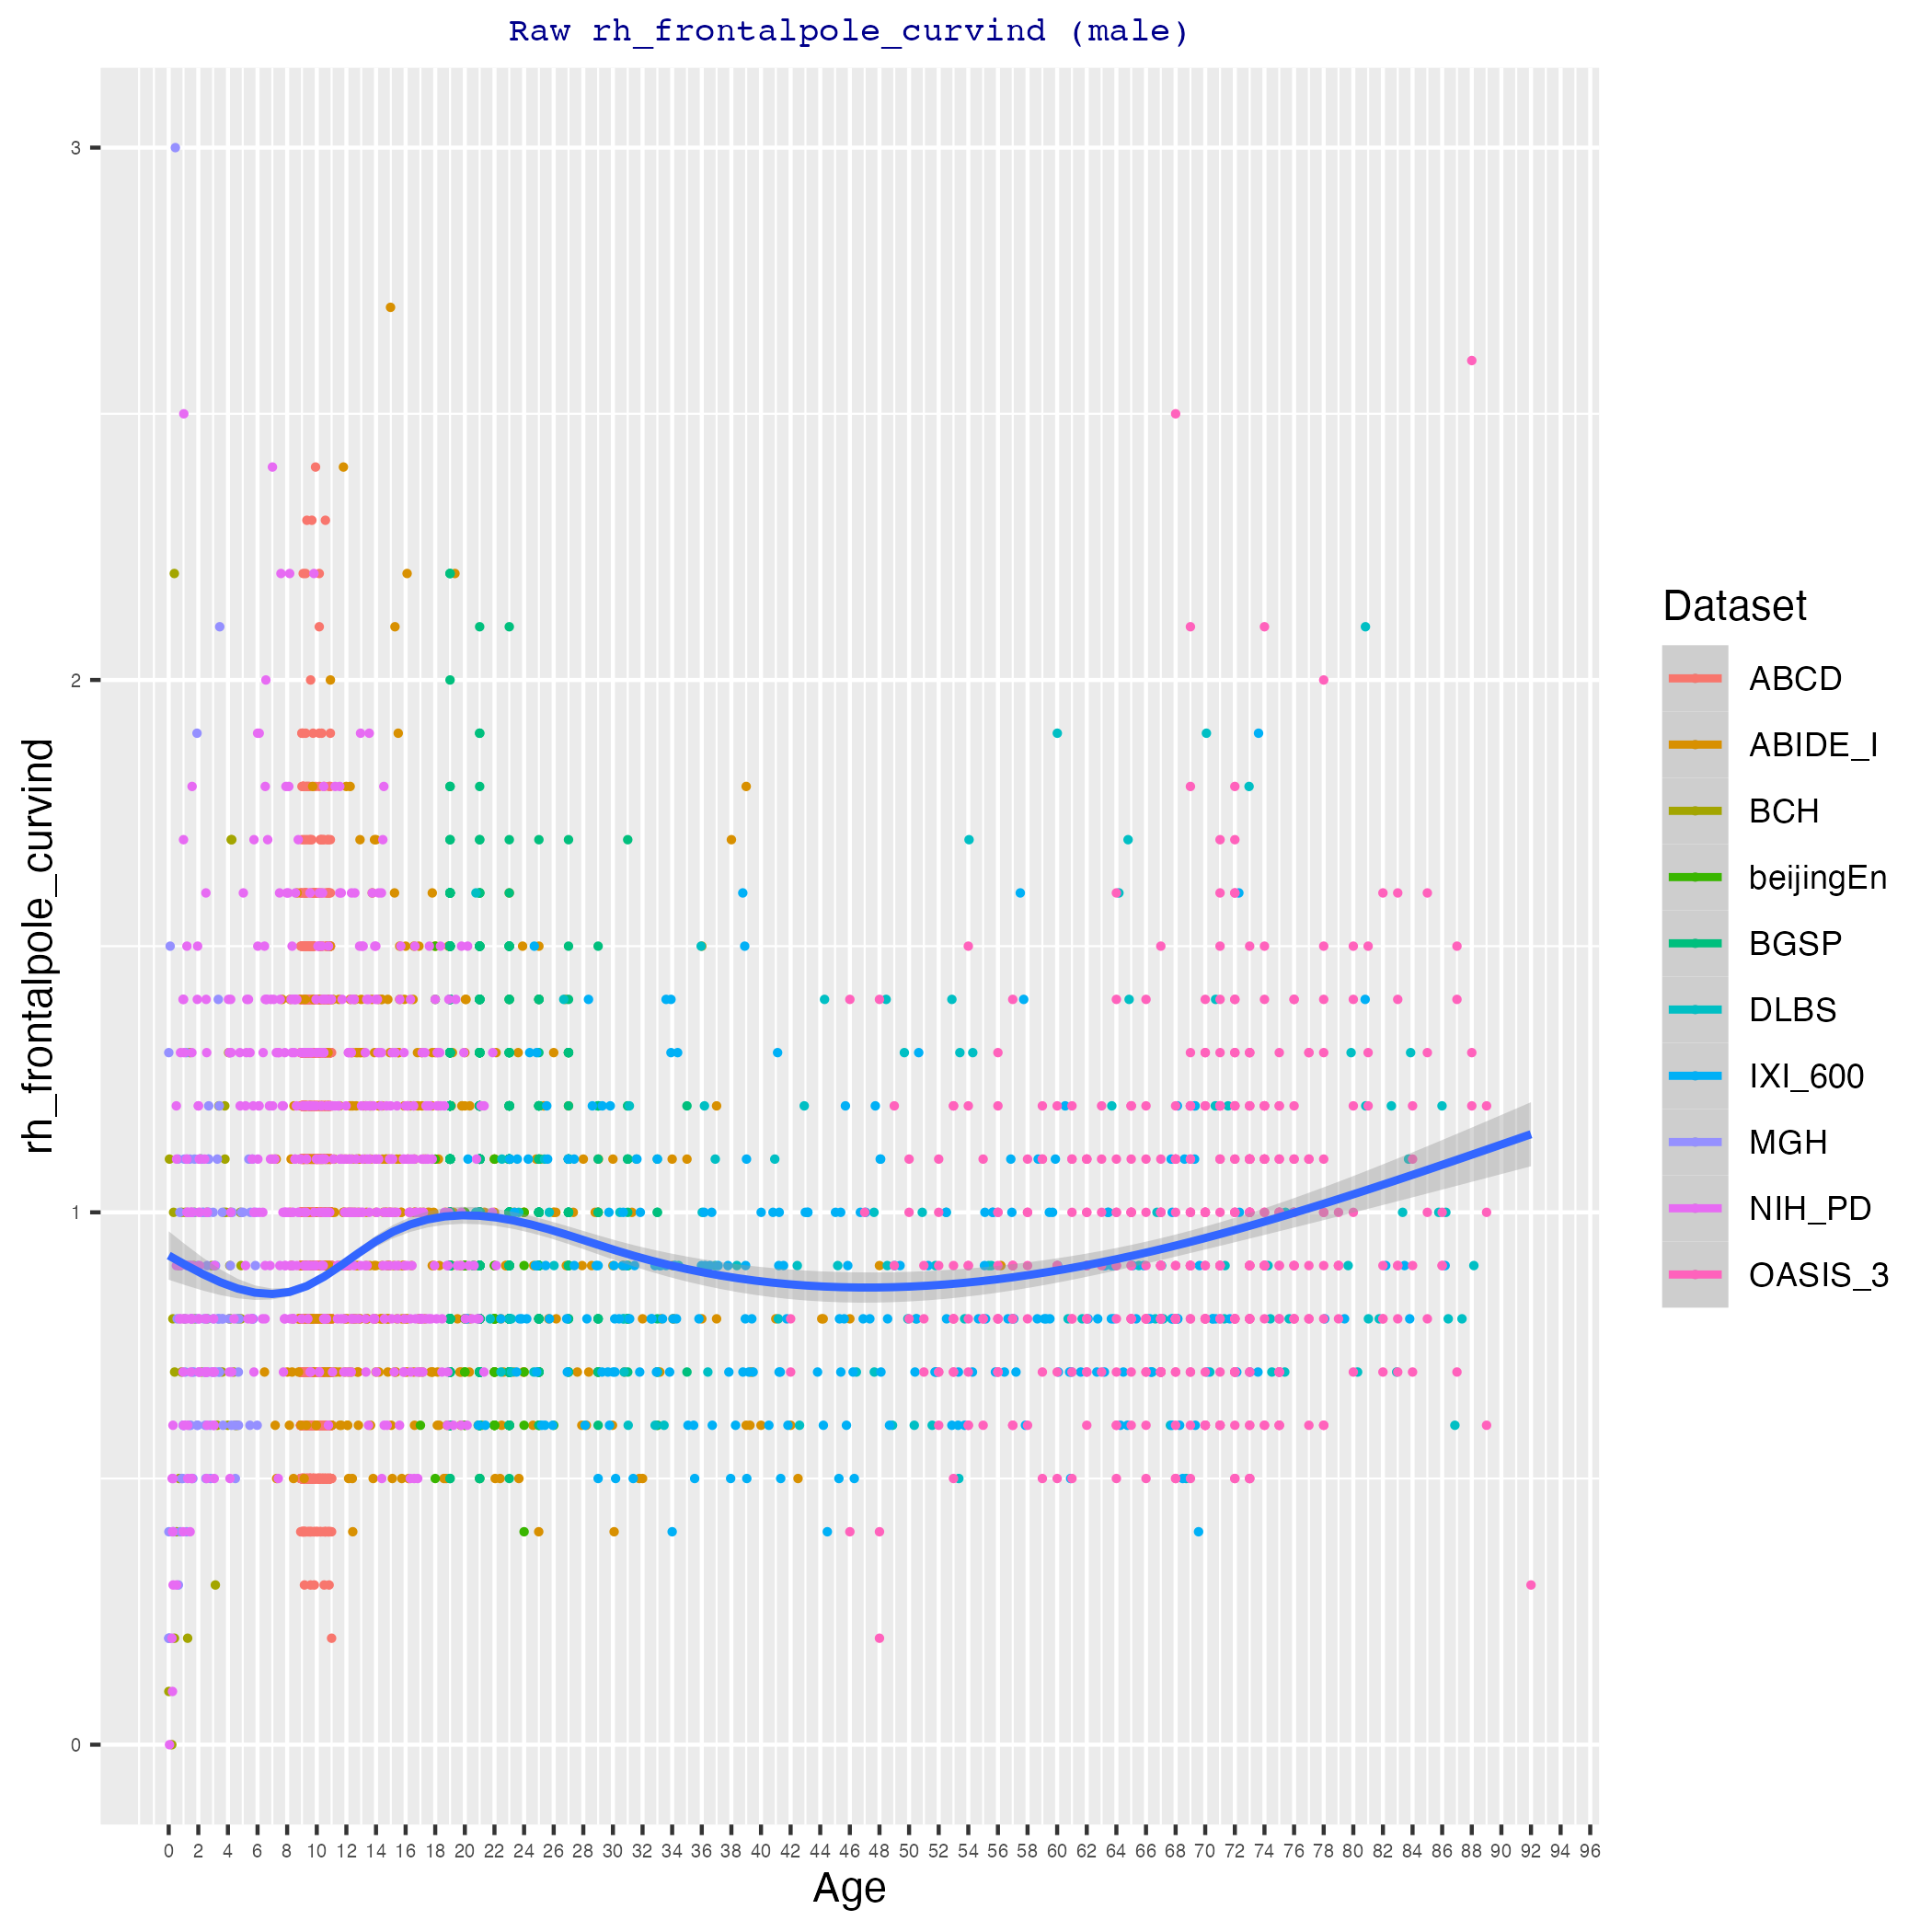 Raw rh_frontalpole_curvind (male)
rh_frontalpole_curvind
3
2
1
0
0 2 4 6 8 10 12 14 16 18 20 22 24 26 28 30 32 34 36 38 40 42 44 46 48 50 52 54 56 58 60 62 64 66 68 70 72 74 76 78 80 82 84 86 88 90 92 94 96
Age
Dataset
ABCD
ABIDE_I
BCH
beijingEn
BGSP
DLBS
IXI_600
MGH
NIH_PD
OASIS_3